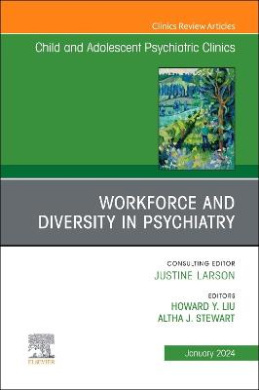 Clinics Review Articles
Child and Adolescent Psychiatric Clinics
WORKFORCE AND
DIVERSITY IN PSYCHIATRY
CONSULTING EDITOR
JUSTINE LARSON
EDITORS
HOWARD Y. LIU
ALTHA J. STEWART
ELSEVIER
January 2024